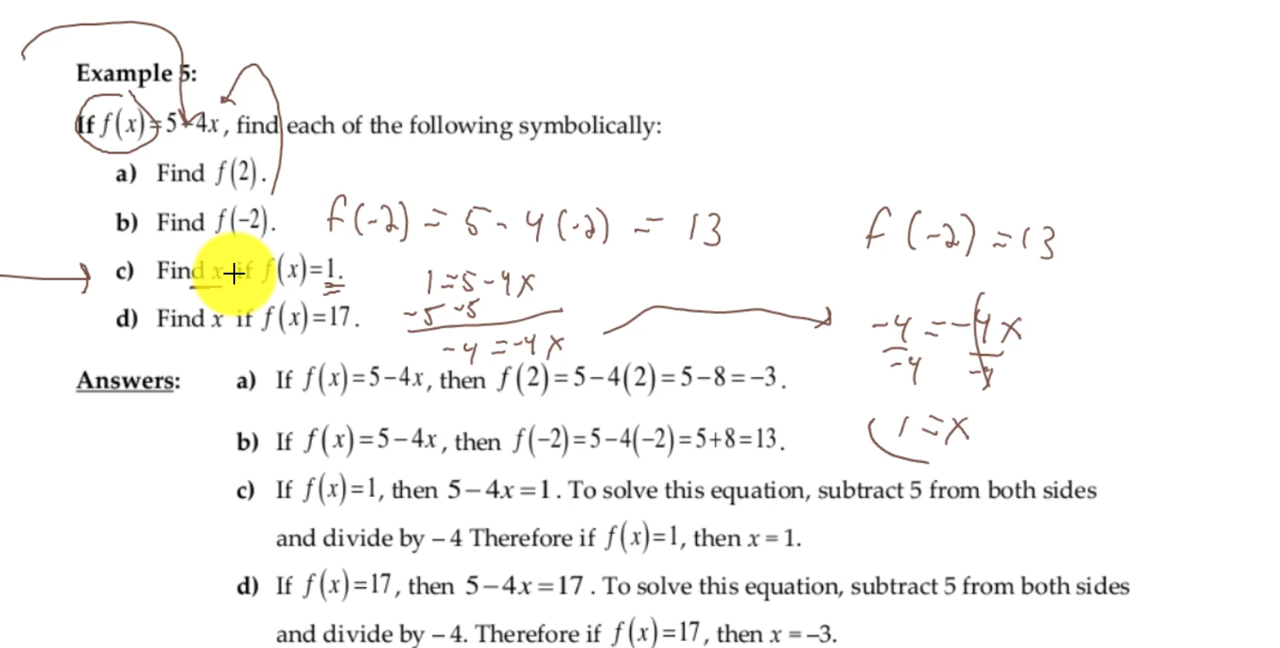 Example 5:
If f(x)=5-4x, find each of the following symbolically:
a) Find f(2).
b) Find f(-2). f(-2) = 5-4(-2) = 13 f(-2)=13
c) Find x if f(x)=1. 1=5-4x
-5 -5
-4=-4x -4=-4x
-4 -4
1=x
d) Find x if f(x)=17.
Answers: a) If f(x)=5-4x, then f(2)=5-4(2)=5-8=-3.
b) If f(x)=5-4x, then f(-2)=5-4(-2)=5+8=13.
c) If f(x)=1, then 5-4x=1. To solve this equation, subtract 5 from both sides
and divide by -4 Therefore if f(x)=1, then x=1.
d) If f(x)=17, then 5-4x=17. To solve this equation, subtract 5 from both sides
and divide by -4. Therefore if f(x)=17, then x=-3.